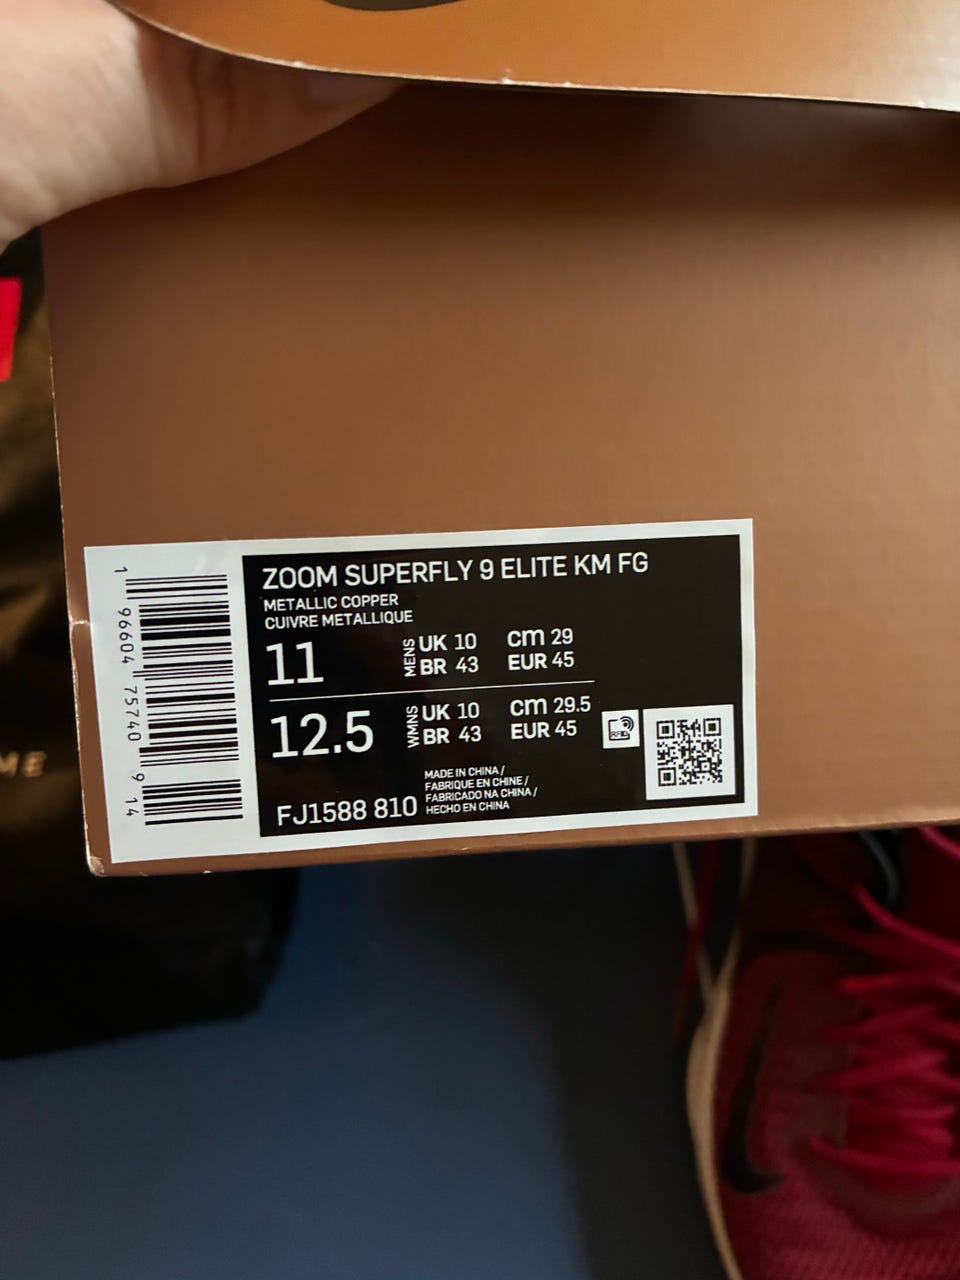 ZOOM SUPERFLY 9 ELITE KM FG
METALLIC COPPER
CUIVRE METALLIQUE
11 MENS UK 10 cm 29
BR 43 EUR 45
12.5 WMNS UK 10 cm 29.5
BR 43 EUR 45
RFID
MADE IN CHINA /
FABRIQUE EN CHINE /
FABRICADO NA CHINA /
HECHO EN CHINA
FJ1588 810
1 96604 75740 9 14
ME